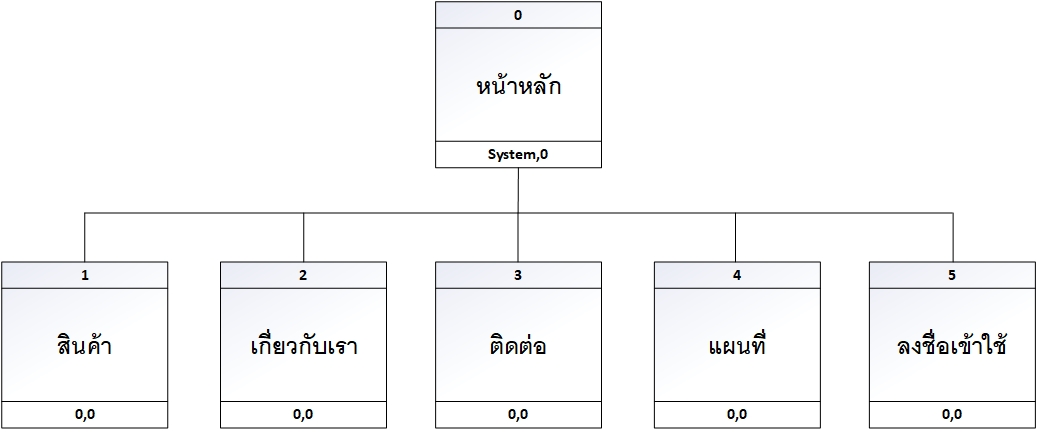 0
หน้าหลัก
System,0
1
สินค้า
0,0
2
เกี่ยวกับเรา
0,0
3
ติดต่อ
0,0
4
แผนที่
0,0
5
ลงชื่อเข้าใช้
0,0